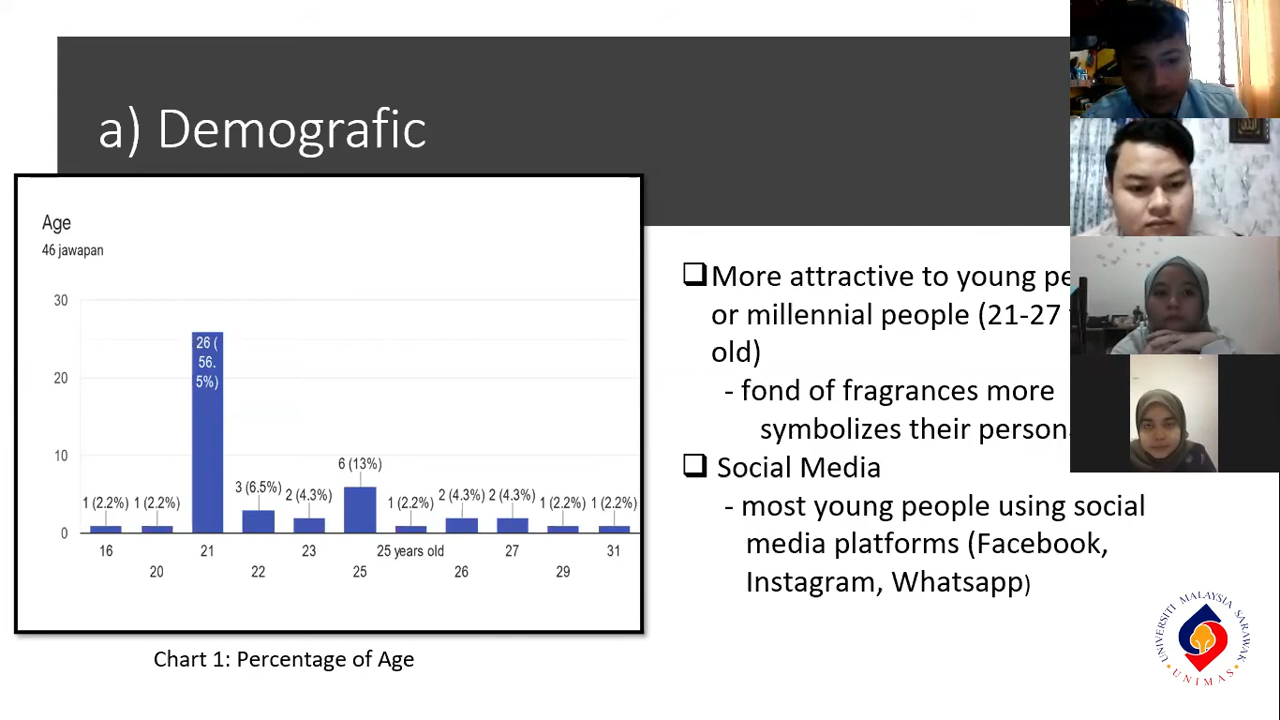 a) Demografic
Age
46 jawapan
30
20
10
0
26 (
56.
5%)
1 (2.2%)
1 (2.2%)
3 (6.5%)
2 (4.3%)
6 (13%)
1 (2.2%)
2 (4.3%)
2 (4.3%)
1 (2.2%)
1 (2.2%)
16
20
21
22
23
25
25 years old
26
27
29
31
Chart 1: Percentage of Age
More attractive to young
or millennial people (21-27
old)
- fond of fragrances more
symbolizes their
Social Media
- most young people using social
media platforms (Facebook,
Instagram, Whatsapp)
UNIVERSITI MALAYSIA SARAWAK
UNIMAS